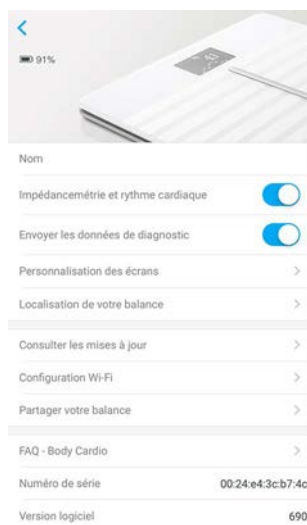 91%
Nom
Impédancemétrie et rythme cardiaque
Envoyer les données de diagnostic
Personnalisation des écrans
Localisation de votre balance
Consulter les mises à jour
Configuration Wi-Fi
Partager votre balance
FAQ - Body Cardio
Numéro de série 00:24:e4:3c:b7:4c
Version logiciel 690